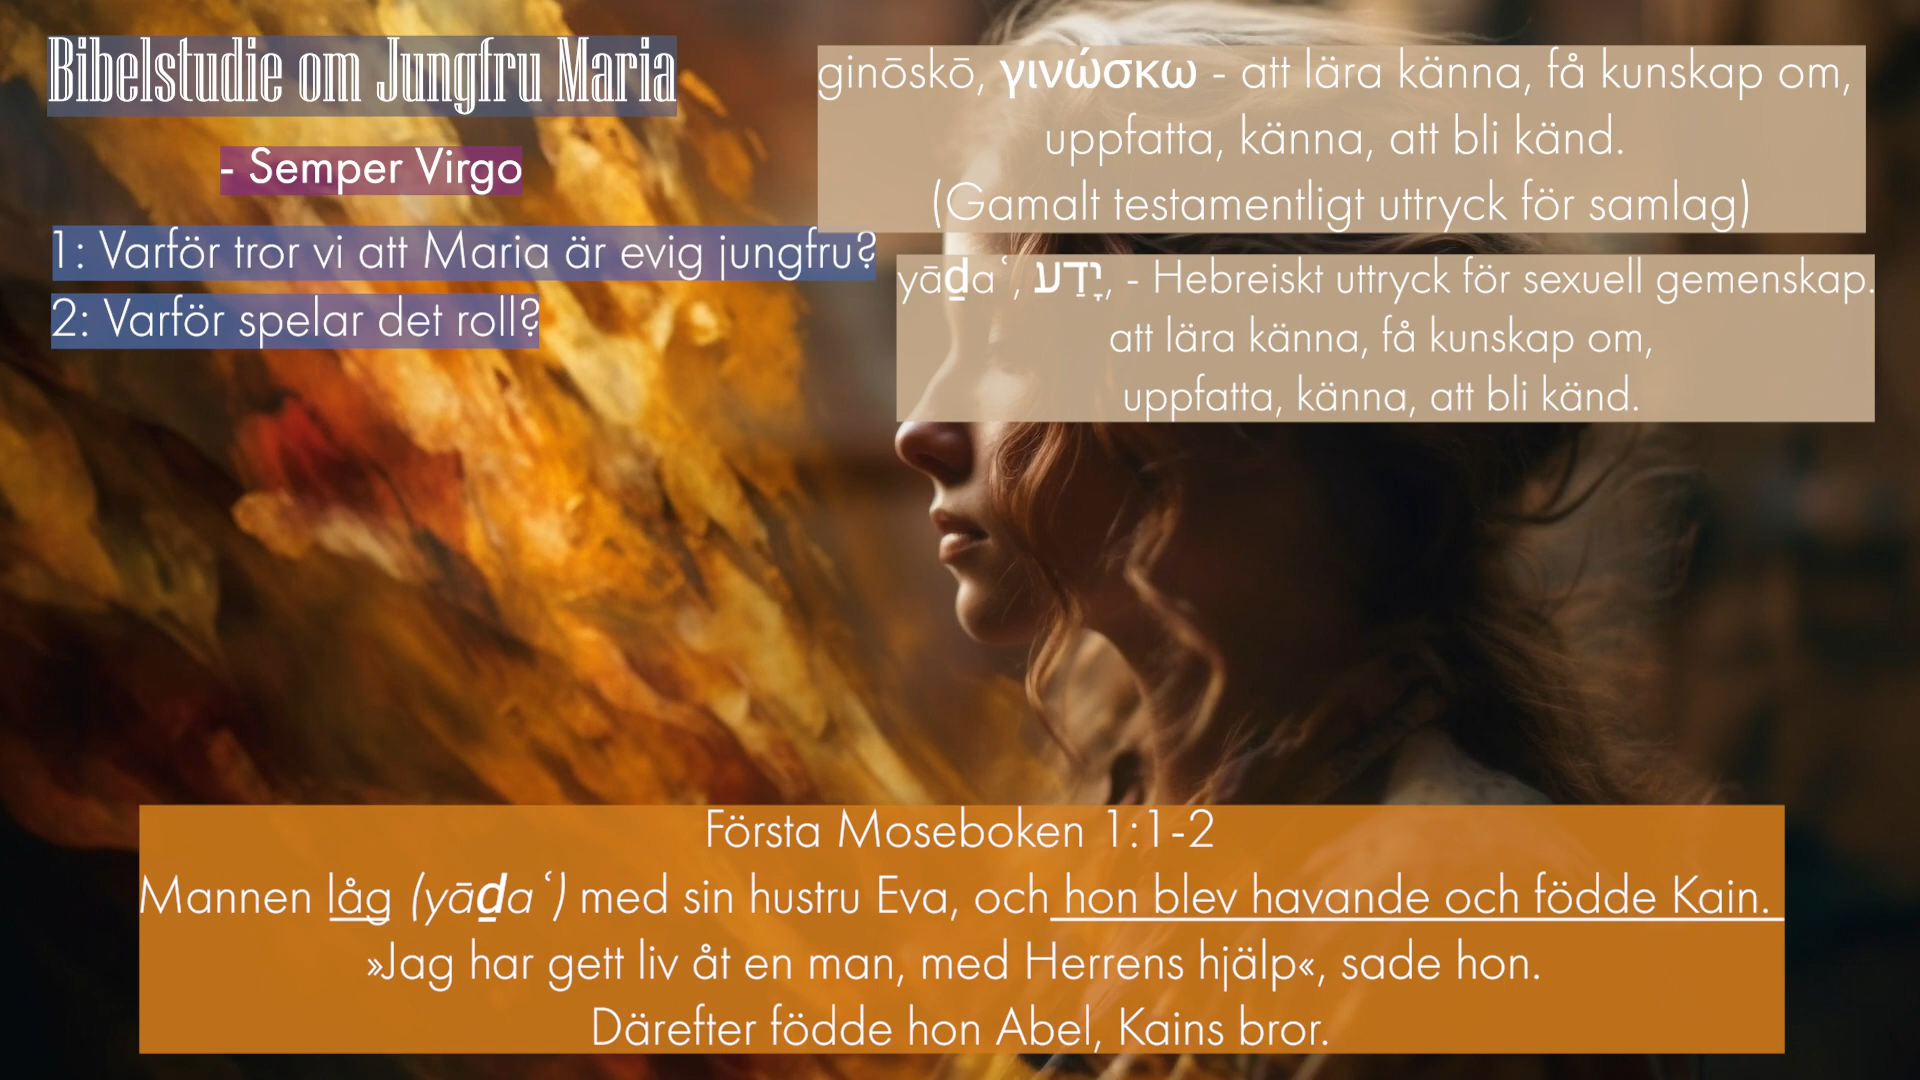 Bibelstudie om Jungfru Maria
- Semper Virgo
1: Varför tror vi att Maria är evig jungfru?
2: Varför spelar det roll?
ginōskō, γινώσκω - att lära känna, få kunskap om,
uppfatta, känna, att bli känd.
(Gamalt testamentligt uttryck för samlag)
yāḏaʿ, יָדַע, - Hebreiskt uttryck för sexuell gemenskap.
att lära känna, få kunskap om,
uppfatta, känna, att bli känd.
Första Moseboken 1:1-2
Mannen låg (yāḏaʿ) med sin hustru Eva, och hon blev havande och födde Kain.
»Jag har gett liv åt en man, med Herrens hjälp«, sade hon.
Därefter födde hon Abel, Kains bror.